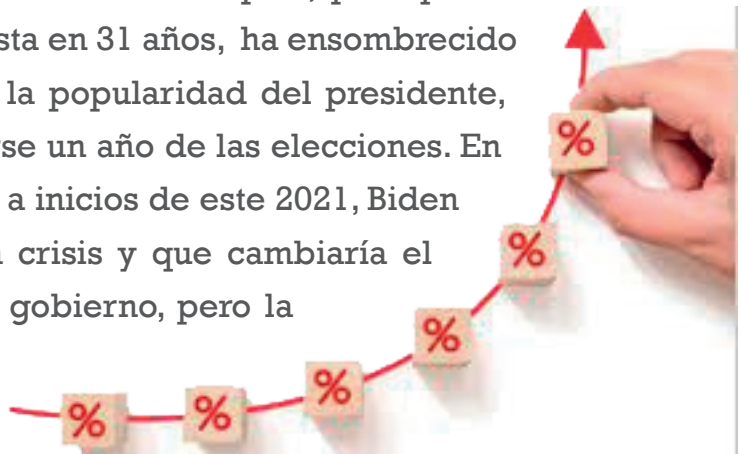 sta en 31 años, ha ensombrecido
la popularidad del presidente,
se un año de las elecciones. En
a inicios de este 2021, Biden
crisis y que cambiaría el
gobierno, pero la
%
%
%
%
%
%